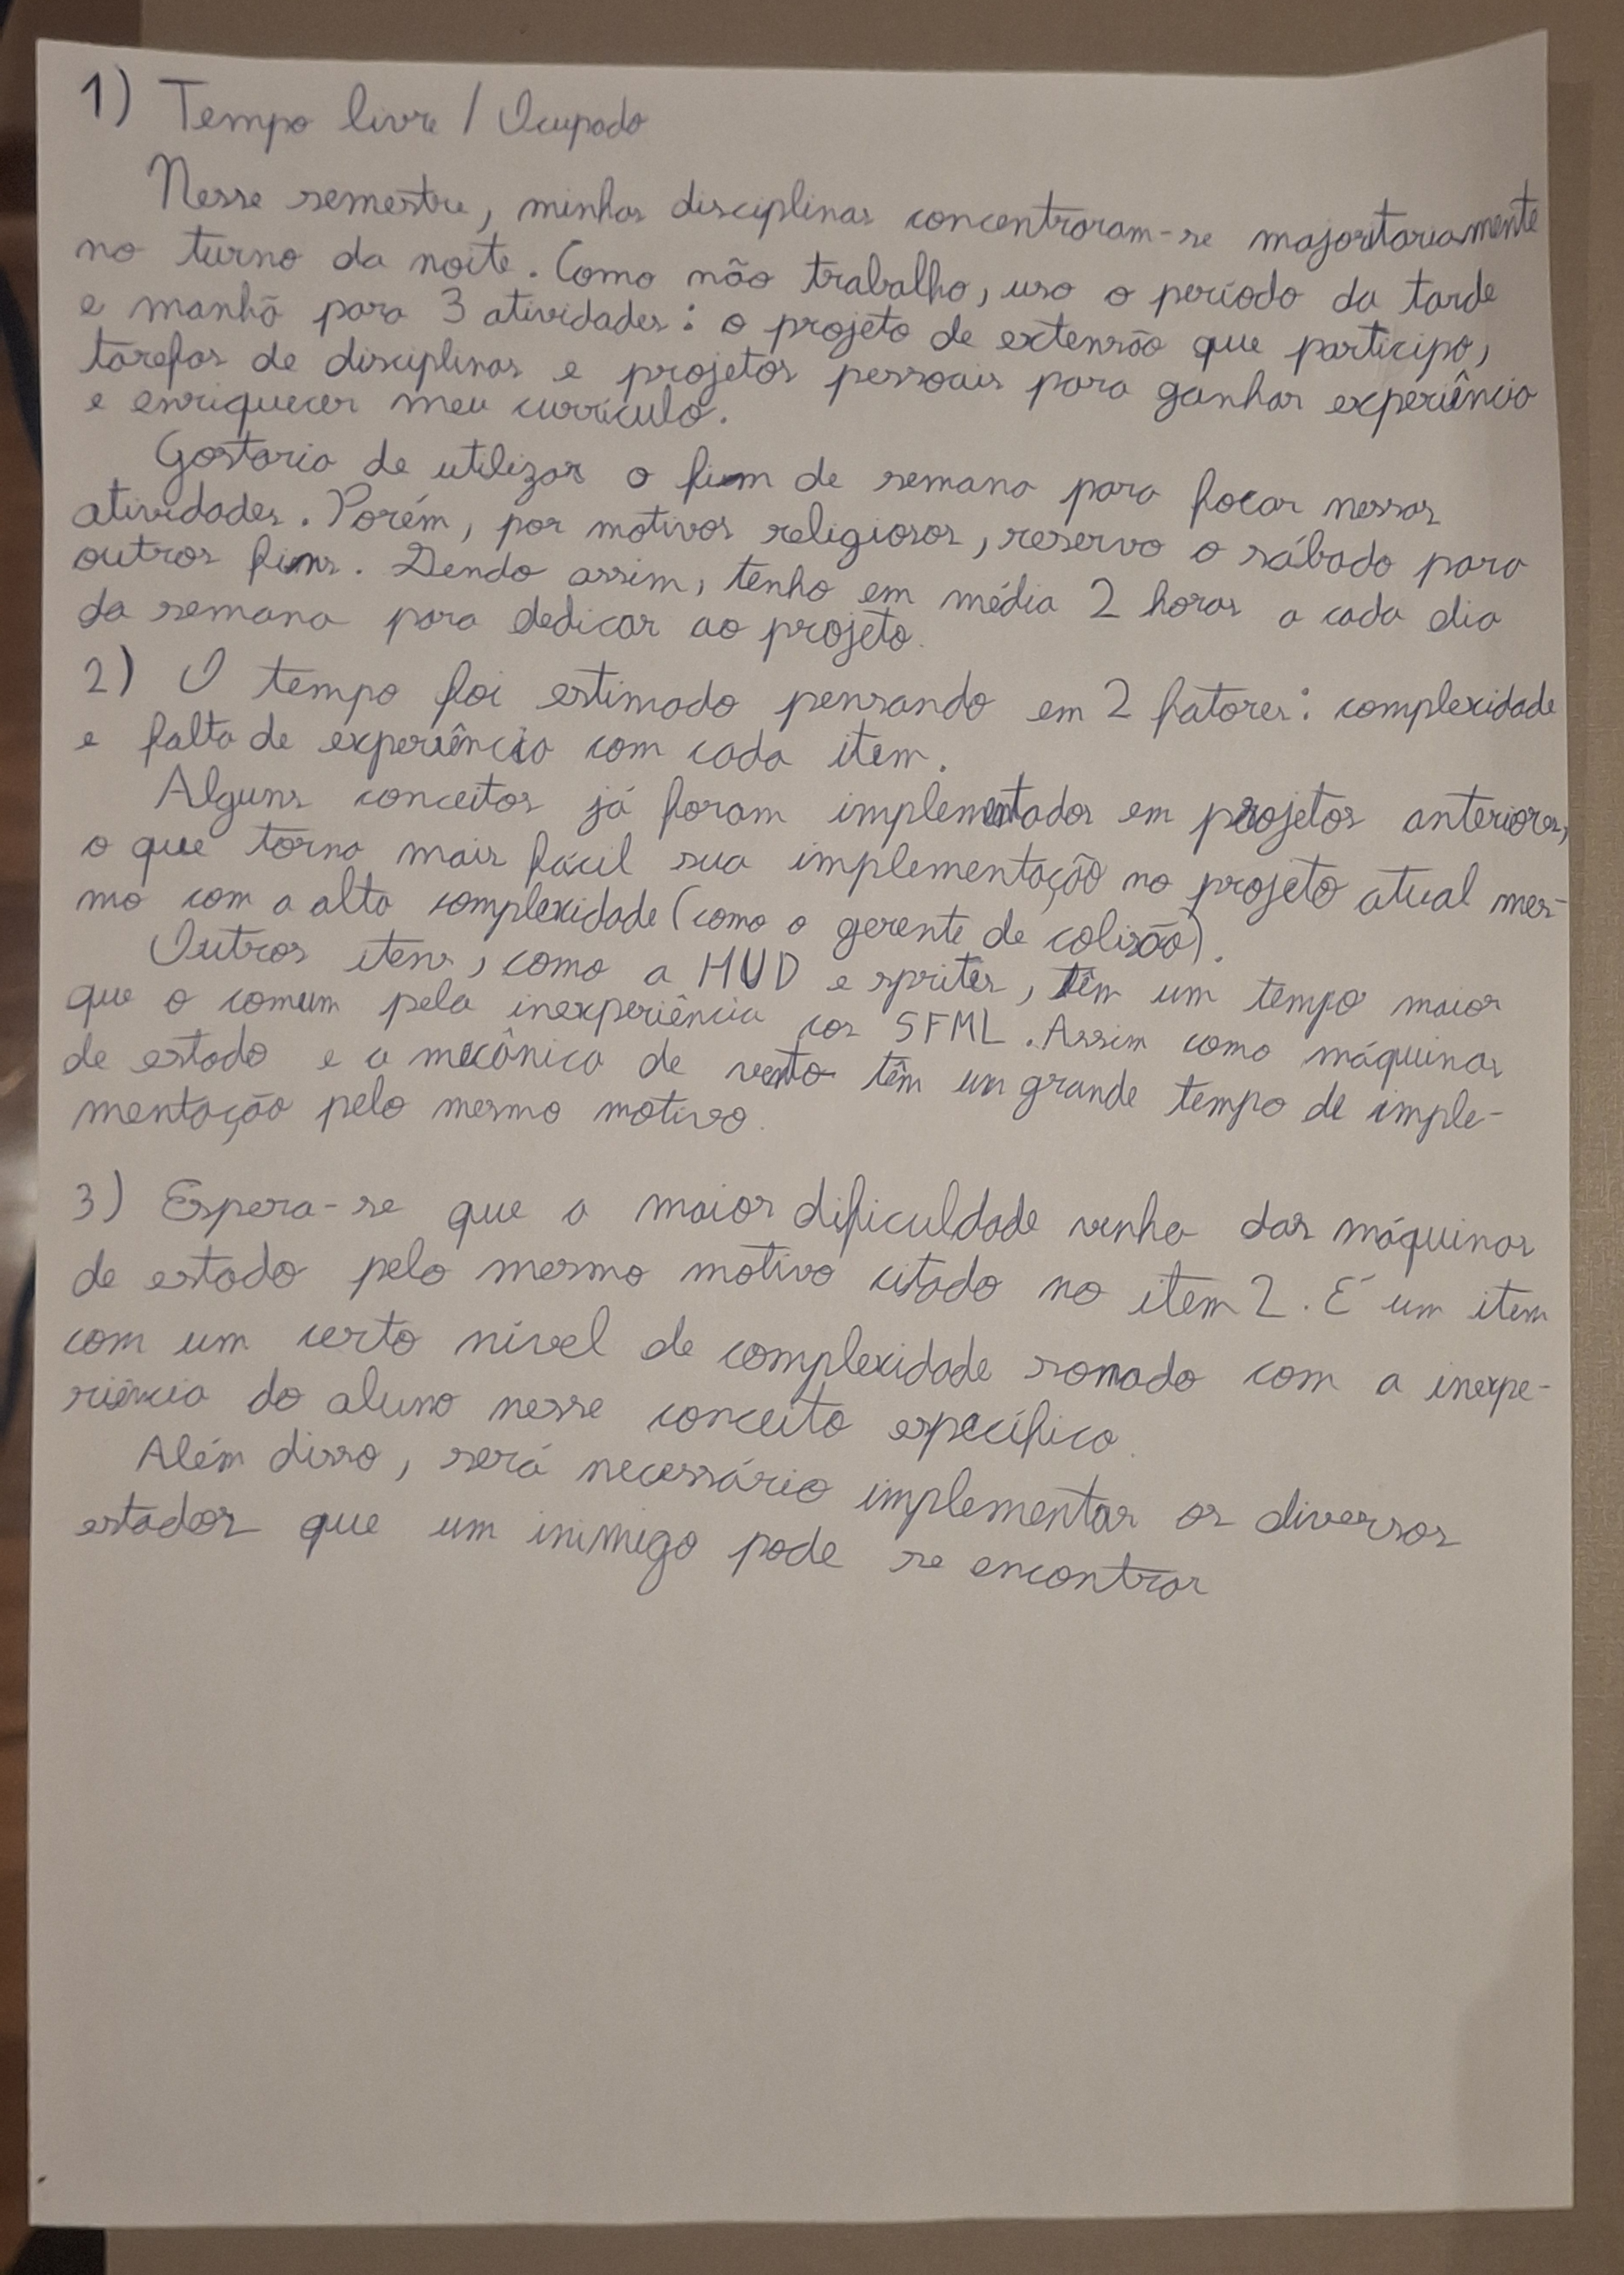 1) Tempo livre / Ocupado
Nesse semestre, minhas disciplinas concentraram-se majoritariamente
no turno da noite. Como não trabalho, uso o período da tarde
e manhã para 3 atividades: o projeto de extensão que participo,
tarefas de disciplinas e projetos pessoais para ganhar experiência
e enriquecer meu currículo.
Gostaria de utilizar o fim de semana para focar nessas
atividades. Porém, por motivos religiosos, reservo o sábado para
outros fins. Sendo assim, tenho em média 2 horas a cada dia
da semana para dedicar ao projeto.
2) O tempo foi estimado pensando em 2 fatores: complexidade
e falta de experiência com cada item.
Alguns conceitos já foram implementados em projetos anteriores,
o que torna mais fácil sua implementação no projeto atual mes-
mo com a alta complexidade (como o gerente de colisão).
Outros itens, como a HUD e sprites, têm um tempo maior
que o comum pela inexperiência com SFML. Assim como máquinas
de estado e a mecânica de vento têm um grande tempo de imple-
mentação pelo mesmo motivo.
3) Espera-se que a maior dificuldade venha das máquinas
de estado pelo mesmo motivo citado no item 2. É um item
com um certo nível de complexidade somado com a inexpe-
riência do aluno nesse conceito específico.
Além disso, será necessário implementar os diversos
estados que um inimigo pode se encontrar